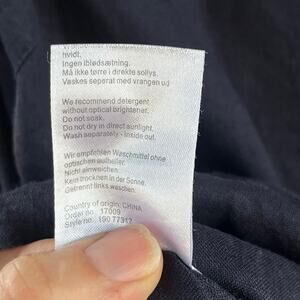 hvidt.
Ingen iblødsætning.
Må ikke tørre i direkte sollys.
Vaskes separat med vrangen ud
We recommend detergent
without optical brightener.
Do not soak.
Do not dry in direct sunlight.
Wash separately - inside out.
Wir empfehlen Waschmittel ohne
optischen aufheller.
Nicht einweichen.
Kein trocknen in der Sonne.
Getrennt links waschen.
Country of origin: CHINA
Order no. 17009
Style no. 190 77312